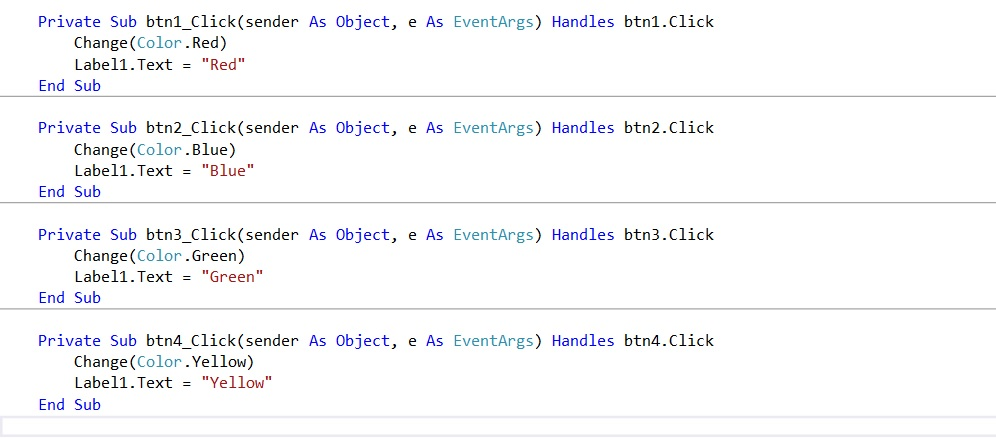 Private Sub btn1_Click(sender As Object, e As EventArgs) Handles btn1.Click
    Change(Color.Red)
    Label1.Text = "Red"
End Sub
Private Sub btn2_Click(sender As Object, e As EventArgs) Handles btn2.Click
    Change(Color.Blue)
    Label1.Text = "Blue"
End Sub
Private Sub btn3_Click(sender As Object, e As EventArgs) Handles btn3.Click
    Change(Color.Green)
    Label1.Text = "Green"
End Sub
Private Sub btn4_Click(sender As Object, e As EventArgs) Handles btn4.Click
    Change(Color.Yellow)
    Label1.Text = "Yellow"
End Sub